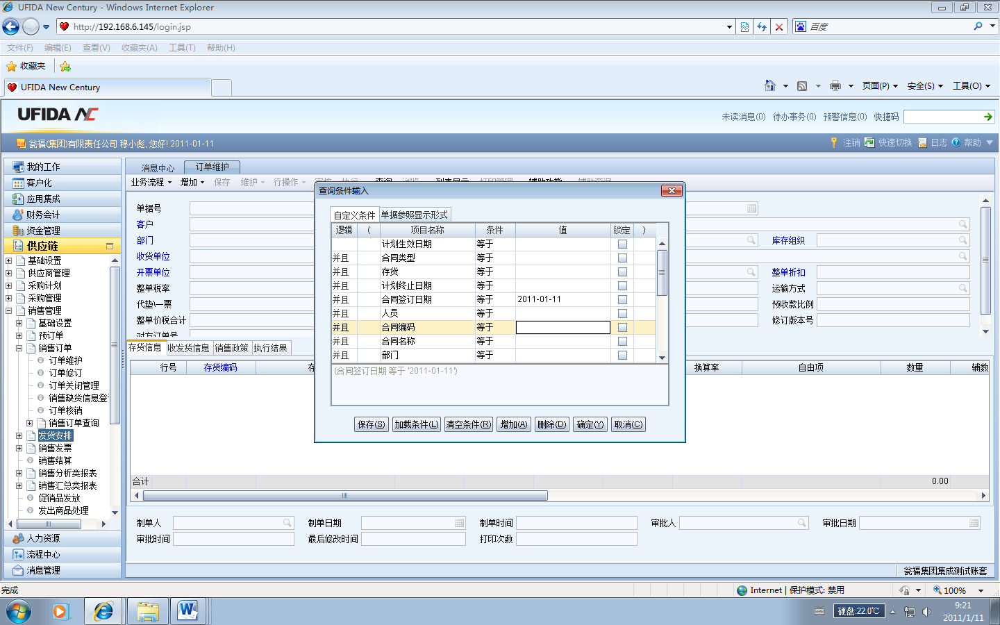 UFIDA New Century - Windows Internet Explorer
http://192.168.6.145/login.jsp
百度
文件(F) 编辑(E) 查看(V) 收藏夹(A) 工具(T) 帮助(H)
收藏夹
UFIDA New Century
页面(P) 安全(S) 工具(O)
UFIDA NC
未读消息(0) 待办事务(0) 预警信息(0) 快捷码
瓮福(集团)有限责任公司 穆小彪, 您好! 2011-01-11
注销 快速切换 日志 帮助
我的工作
客户化
应用集成
财务会计
资金管理
供应链
基础设置
供应商管理
采购计划
采购管理
销售管理
基础设置
预订单
销售订单
订单维护
订单修订
订单关闭管理
销售缺货信息登
订单核销
销售订单查询
发货安排
销售发票
销售结算
销售分析类报表
销售汇总类报表
促销品发放
发出商品处理
人力资源
流程中心
消息管理
消息中心 订单维护
业务流程 增加 保存 维护 行操作 审核 执行 查询 浏览 列表显示 打印管理 辅助功能 辅助查询
单据号
客户
部门
库存组织
收货单位
开票单位
整单折扣
整单税率
运输方式
代垫\—票
预收款比例
整单价税合计
修订版本号
对方订单号
存货信息 收发货信息 销售政策 执行结果
行号 存货编码 存 换算率 自由项 数量 辅数
合计 0.00
查询条件输入
自定义条件 单据参照显示形式
逻辑 ( 项目名称 条件 值 锁定 )
计划生效日期 等于
并且 合同类型 等于
并且 存货 等于
并且 计划终止日期 等于
并且 合同签订日期 等于 2011-01-11
并且 人员 等于
并且 合同编码 等于
并且 合同名称 等于
并且 部门 等于
(合同签订日期 等于 '2011-01-11')
保存(S) 加载条件(L) 清空条件(R) 增加(A) 删除(D) 确定(Y) 取消(C)
制单人 制单日期 制单时间 审批人 审批日期
审批时间 最后修改时间 打印次数
瓮福集团集成测试账套
完成
Internet | 保护模式: 禁用
100%
硬盘:22.0℃
9:21
2011/1/11